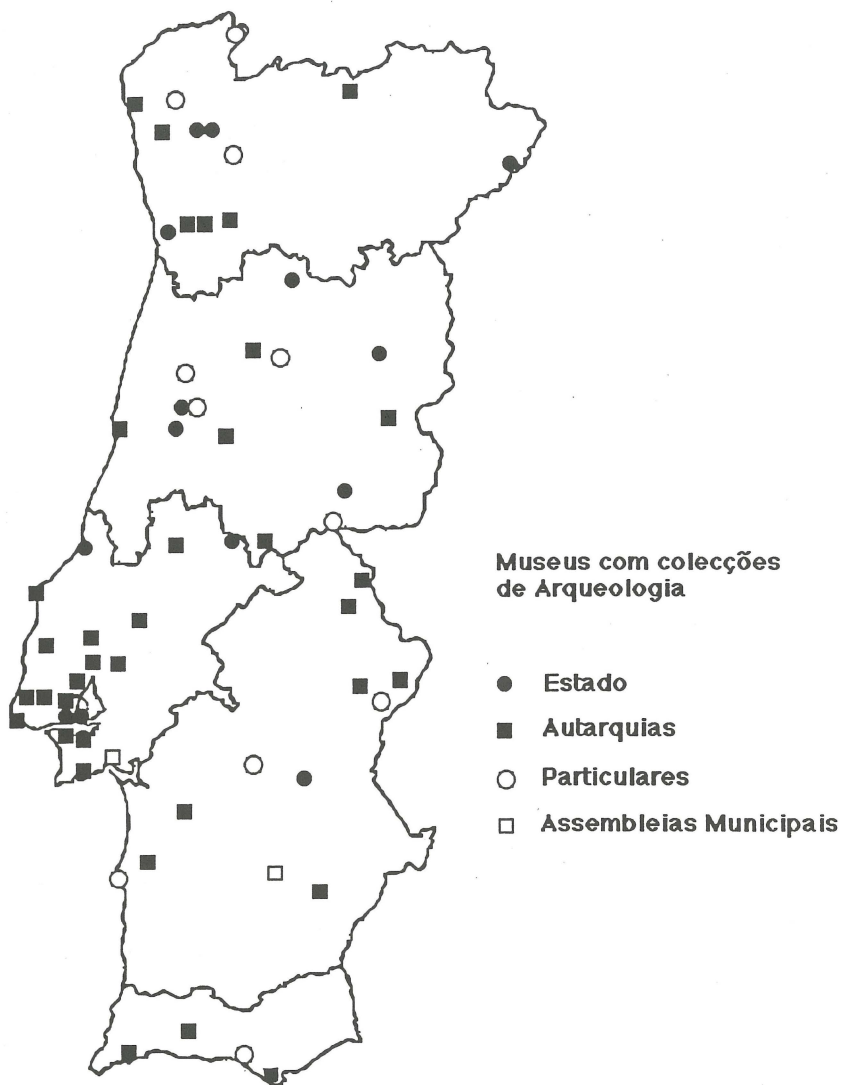 Museus com colecções
de Arqueologia
Estado
Autarquias
Particulares
Assembleias Municipais